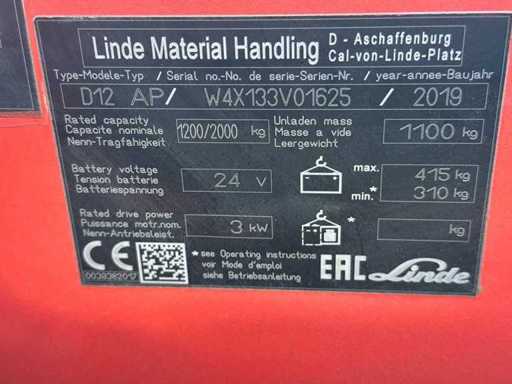 Linde Material Handling D - Aschaffenburg
Cal-von-Linde-Platz
Type-Modele-Typ / Serial no.-No. de serie-Serien-Nr. / year-annee-Baujahr
D12 AP/ W4X133V01625 / 2019
Rated capacity
Capacite nominale
Nenn-Tragfähigkeit
1200/2000 kg
Unladen mass
Masse a vide
Leergewicht
1100 kg
Battery voltage
Tension batterie
Batteriespannung
24 V
max. 415 kg
min. * 310 kg
Rated drive power
Puissance motr.nom.
Nenn-Antriebsleist.
3 kW
* kg
CE
0038382017
* see Operating instructions
voir Mode d'emploi
siehe Betriebsanleitung
EAC Linde